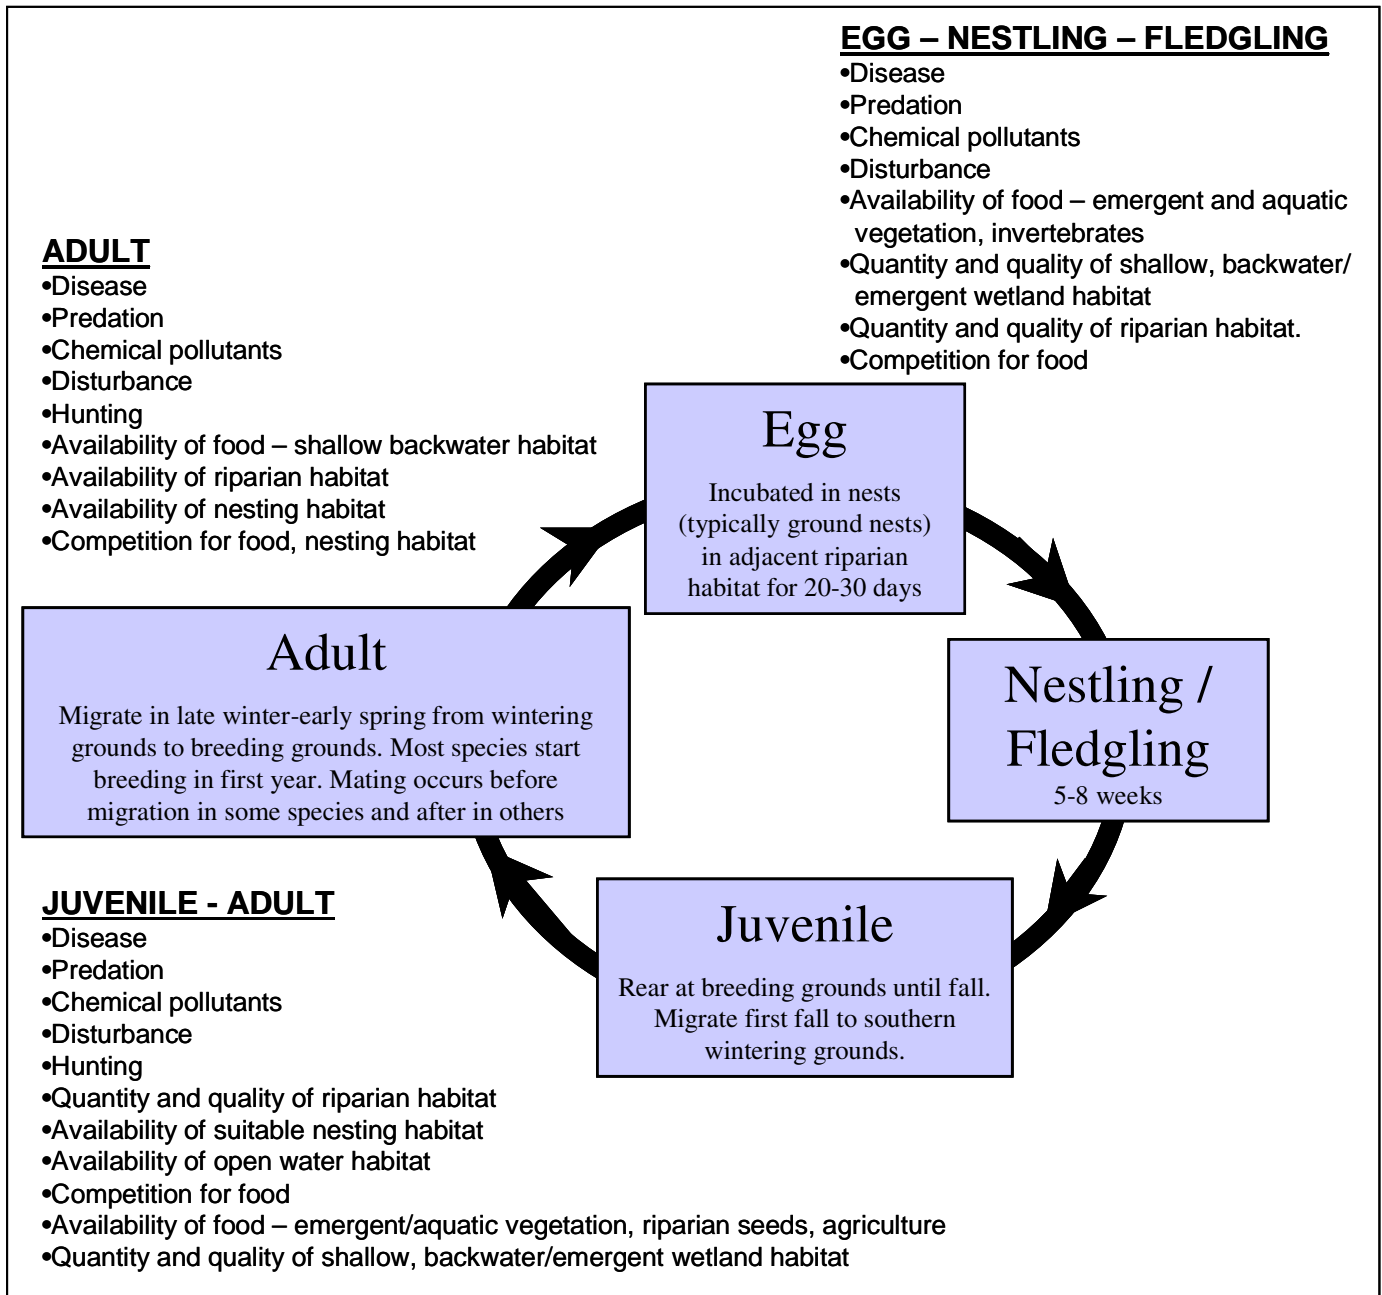 EGG – NESTLING – FLEDGLING
•Disease
•Predation
•Chemical pollutants
•Disturbance
•Availability of food – emergent and aquatic
vegetation, invertebrates
•Quantity and quality of shallow, backwater/
emergent wetland habitat
•Quantity and quality of riparian habitat.
•Competition for food
ADULT
•Disease
•Predation
•Chemical pollutants
•Disturbance
•Hunting
•Availability of food – shallow backwater habitat
•Availability of riparian habitat
•Availability of nesting habitat
•Competition for food, nesting habitat
Egg
Incubated in nests
(typically ground nests)
in adjacent riparian
habitat for 20-30 days
Adult
Migrate in late winter-early spring from wintering
grounds to breeding grounds. Most species start
breeding in first year. Mating occurs before
migration in some species and after in others
Nestling /
Fledgling
5-8 weeks
Juvenile
Rear at breeding grounds until fall.
Migrate first fall to southern
wintering grounds.
JUVENILE - ADULT
•Disease
•Predation
•Chemical pollutants
•Disturbance
•Hunting
•Quantity and quality of riparian habitat
•Availability of suitable nesting habitat
•Availability of open water habitat
•Competition for food
•Availability of food – emergent/aquatic vegetation, riparian seeds, agriculture
•Quantity and quality of shallow, backwater/emergent wetland habitat